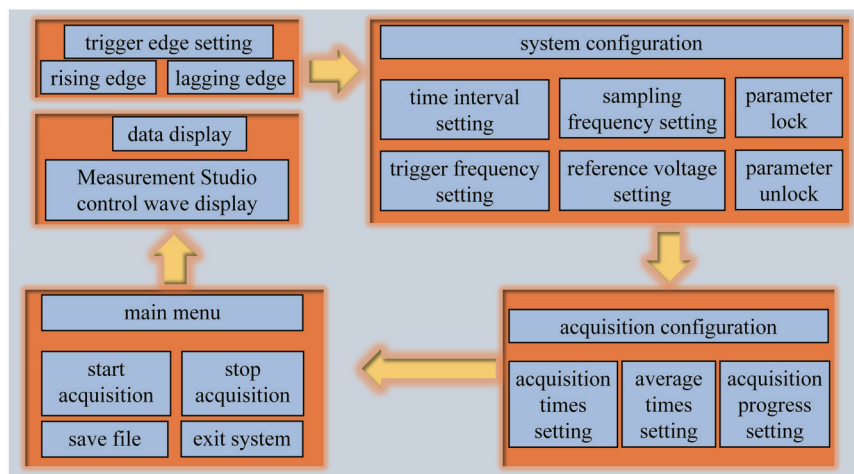 trigger edge setting
rising edge
lagging edge
system configuration
time interval
setting
sampling
frequency setting
parameter
lock
trigger frequency
setting
reference voltage
setting
parameter
unlock
data display
Measurement Studio
control wave display
main menu
start
acquisition
stop
acquisition
save file
exit system
acquisition configuration
acquisition
times
setting
average
times
setting
acquisition
progress
setting